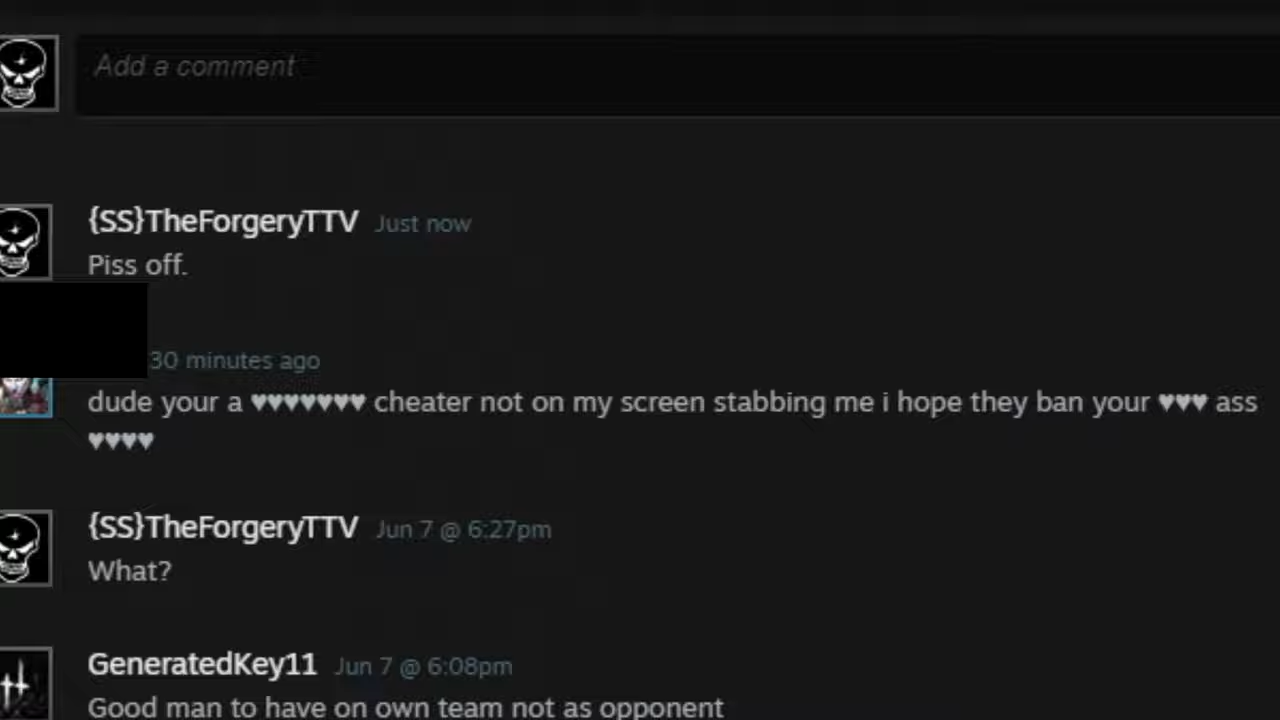 Add a comment
{SS}TheForgeryTTV Just now
Piss off.
30 minutes ago
dude your a ♥♥♥♥♥♥♥ cheater not on my screen stabbing me i hope they ban your ♥♥♥ ass
♥♥♥♥
{SS}TheForgeryTTV Jun 7 @ 6:27pm
What?
GeneratedKey11 Jun 7 @ 6:08pm
Good man to have on own team not as opponent